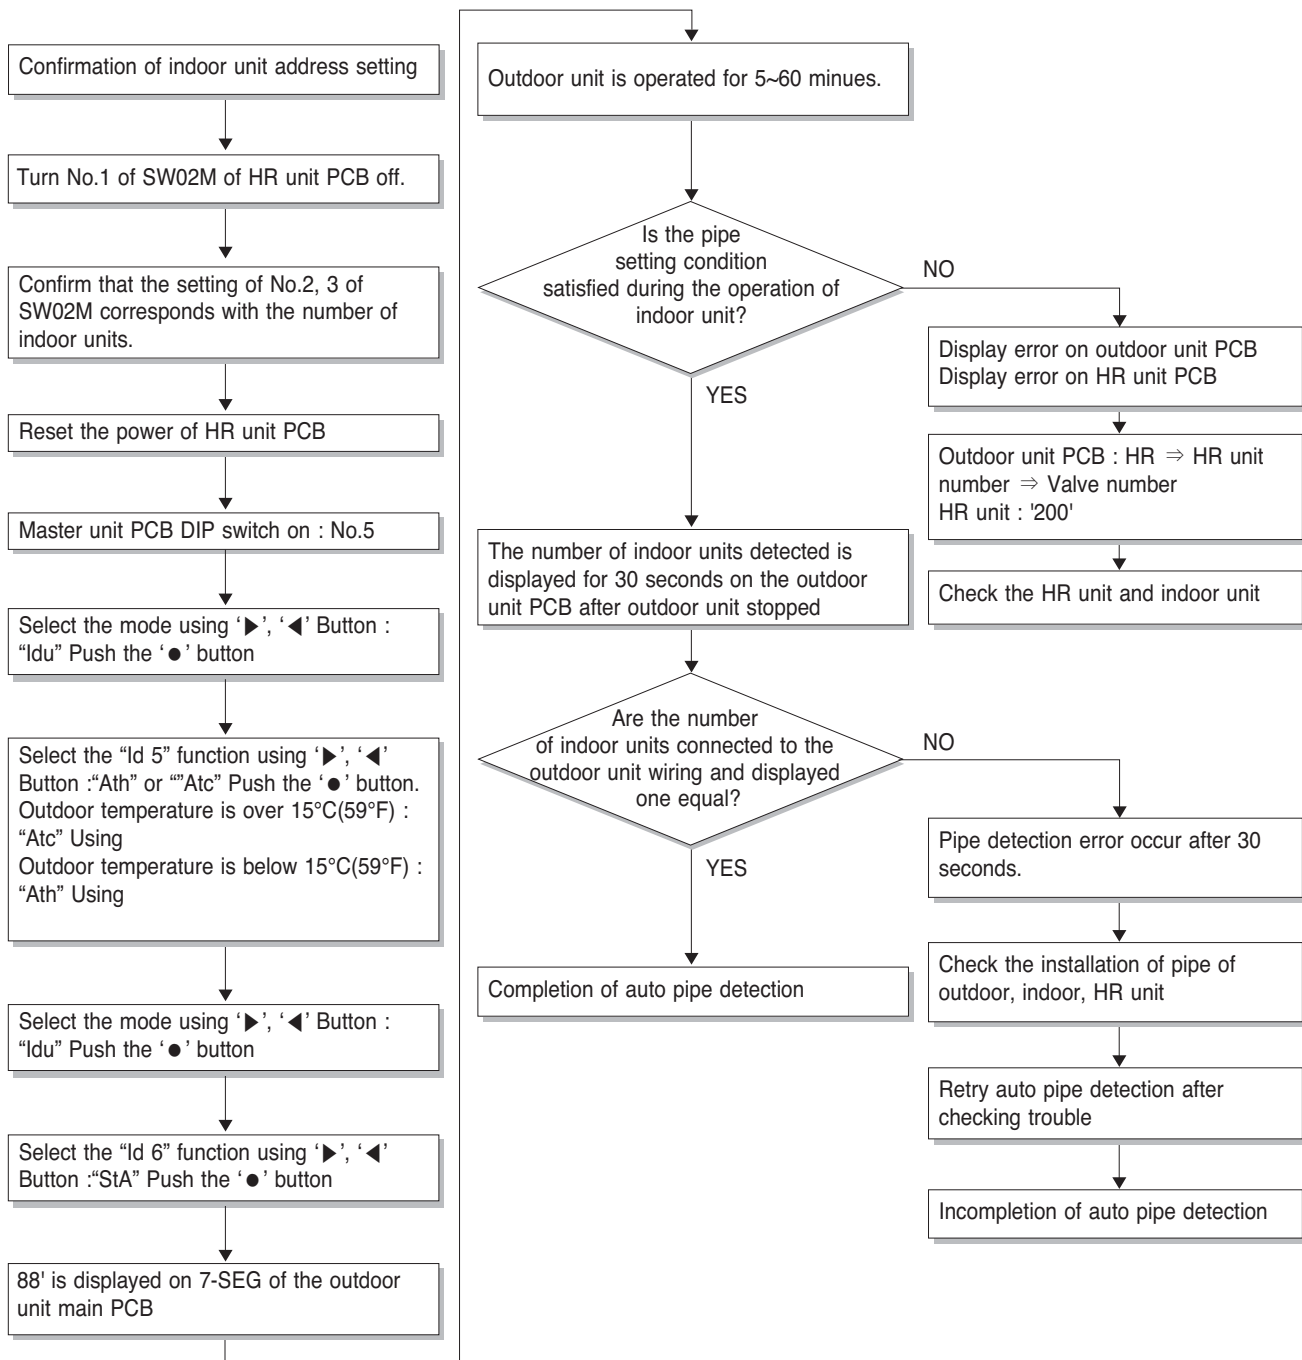 Confirmation of indoor unit address setting
Turn No.1 of SW02M of HR unit PCB off.
Confirm that the setting of No.2, 3 of
SW02M corresponds with the number of
indoor units.
Reset the power of HR unit PCB
Master unit PCB DIP switch on : No.5
Select the mode using ‘▶’, ‘◀’ Button :
“Idu” Push the ‘●’ button
Select the “Id 5” function using ‘▶’, ‘◀’
Button :“Ath” or “”Atc” Push the ‘●’ button.
Outdoor temperature is over 15°C(59°F) :
“Atc” Using
Outdoor temperature is below 15°C(59°F) :
“Ath” Using
Select the mode using ‘▶’, ‘◀’ Button :
“Idu” Push the ‘●’ button
Select the “Id 6” function using ‘▶’, ‘◀’
Button :“StA” Push the ‘●’ button
88' is displayed on 7-SEG of the outdoor
unit main PCB
Outdoor unit is operated for 5~60 minues.
Is the pipe
setting condition
satisfied during the operation of
indoor unit?
NO
YES
Display error on outdoor unit PCB
Display error on HR unit PCB
Outdoor unit PCB : HR ⇒ HR unit
number ⇒ Valve number
HR unit : '200'
Check the HR unit and indoor unit
The number of indoor units detected is
displayed for 30 seconds on the outdoor
unit PCB after outdoor unit stopped
Are the number
of indoor units connected to the
outdoor unit wiring and displayed
one equal?
NO
YES
Completion of auto pipe detection
Pipe detection error occur after 30
seconds.
Check the installation of pipe of
outdoor, indoor, HR unit
Retry auto pipe detection after
checking trouble
Incompletion of auto pipe detection